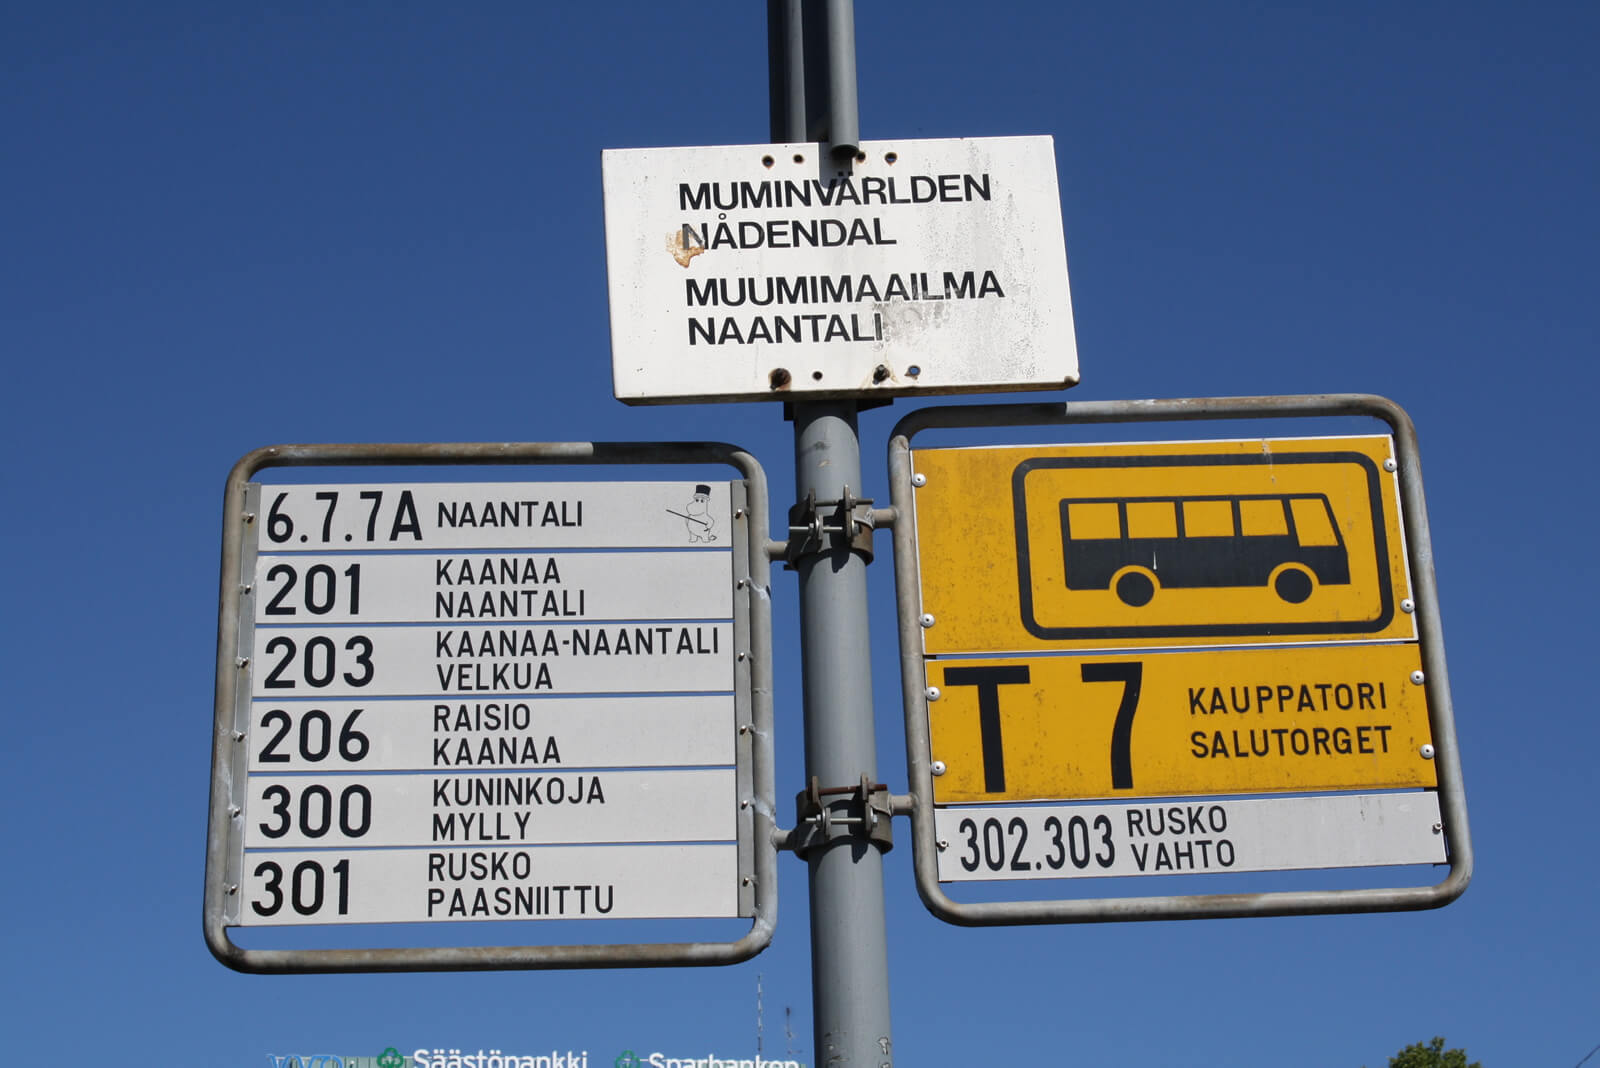 MUMINVÄRLDEN
NÅDENDAL
MUUMIMAAILMA
NAANTALI
6.7.7A NAANTALI
201 KAANAA
NAANTALI
203 KAANAA-NAANTALI
VELKUA
206 RAISIO
KAANAA
300 KUNINKOJA
MYLLY
301 RUSKO
PAASNIITTU
T 7 KAUPPATORI
SALUTORGET
302.303 RUSKO
VAHTO
Säästöpankki
Sparbanken